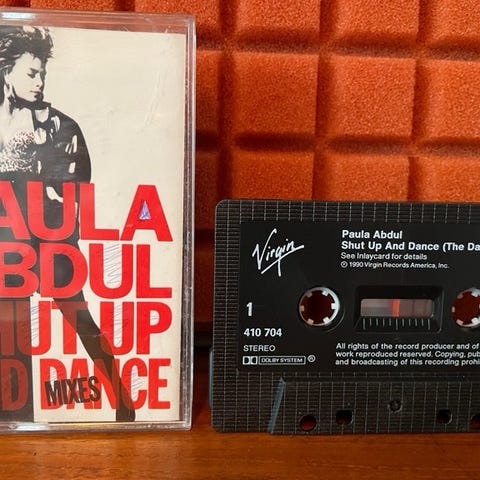 AULA
BDUL
HUT UP
D DANCE
MIXES
Virgin
Paula Abdul
Shut Up And Dance (The Da
See Inlaycard for details
℗ 1990 Virgin Records America, Inc.
1
410 704
STEREO
DOLBY SYSTEM ®
All rights of the record producer and of
work reproduced reserved. Copying, pub
and broadcasting of this recording prohi